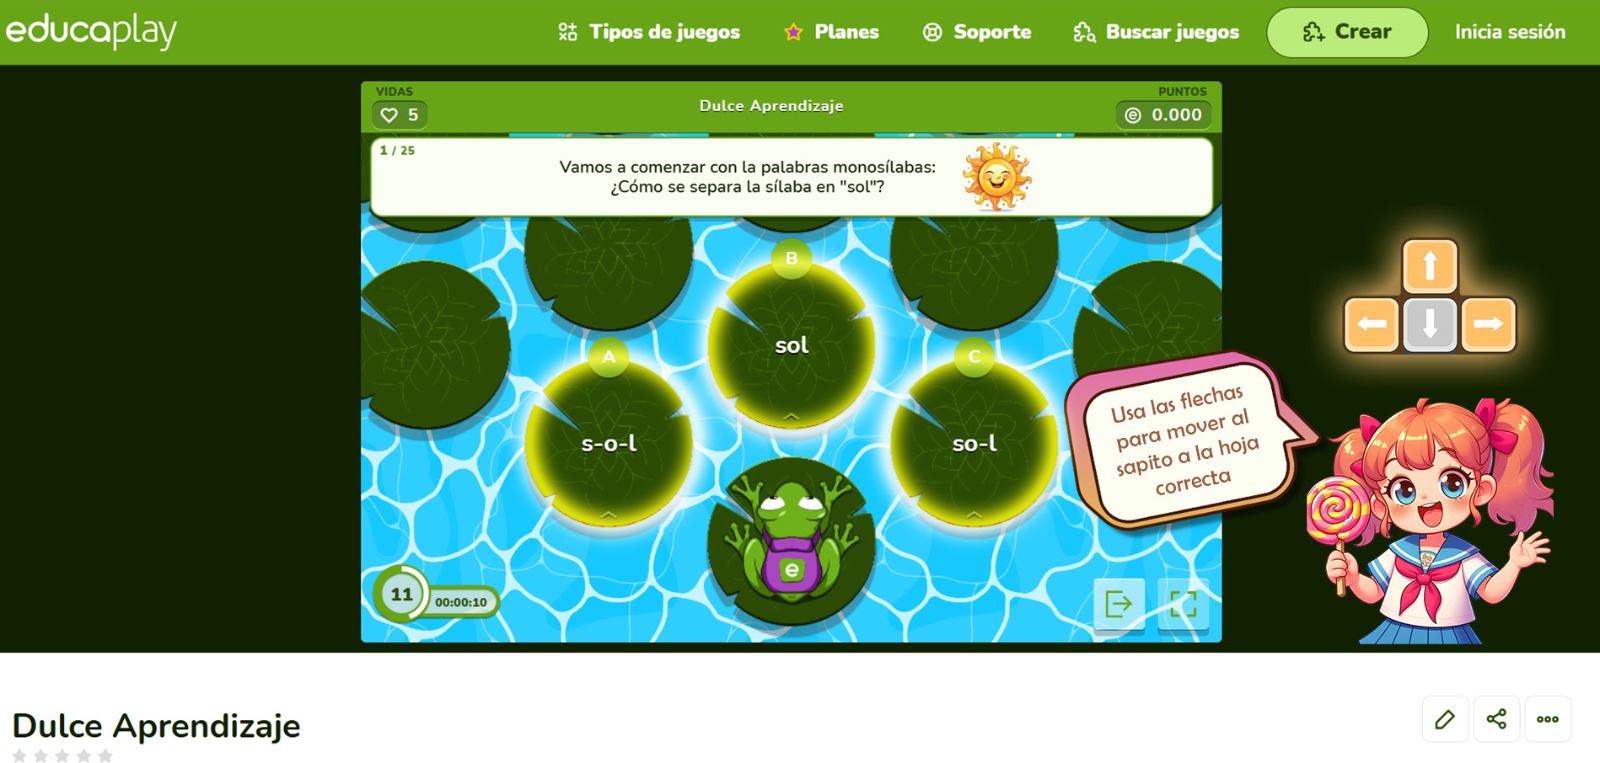 educaplay
Tipos de juegos
Planes
Soporte
Buscar juegos
Crear
Inicia sesión
VIDAS
5
Dulce Aprendizaje
PUNTOS
e 0.000
1 / 25
Vamos a comenzar con la palabras monosílabas:
¿Cómo se separa la sílaba en "sol"?
B
sol
A
s-o-l
C
so-l
Usa las flechas
para mover al
sapito a la hoja
correcta
e
11
00:00:10
Dulce Aprendizaje